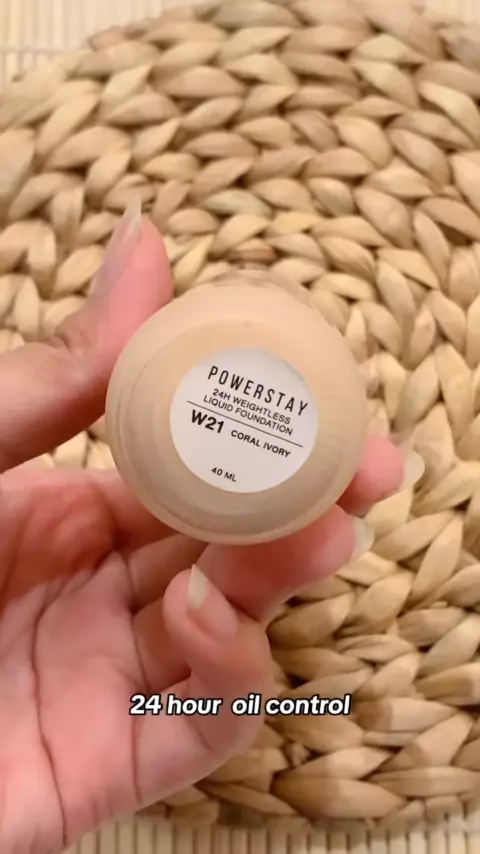 POWERSTAY
24H WEIGHTLESS
LIQUID FOUNDATION
W21 CORAL IVORY
40 ML
24 hour oil control